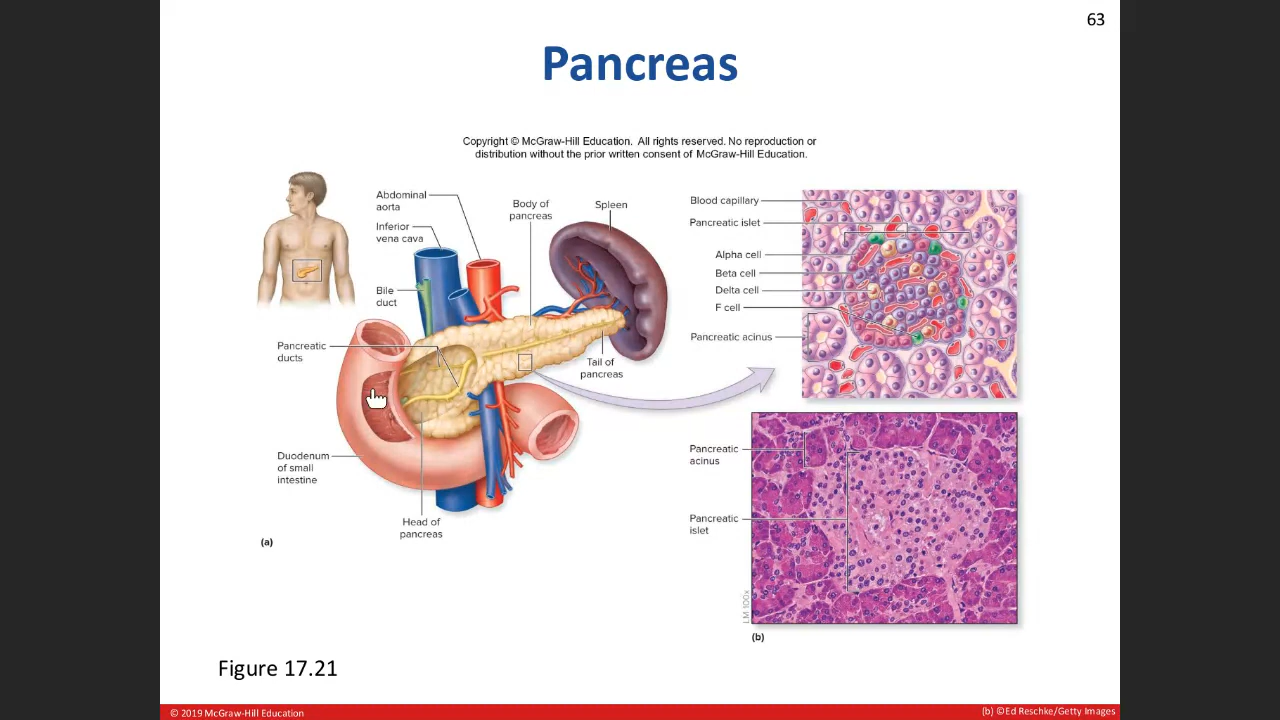 63
Pancreas
Copyright © McGraw-Hill Education. All rights reserved. No reproduction or
distribution without the prior written consent of McGraw-Hill Education.
Abdominal
aorta
Inferior
vena cava
Bile
duct
Pancreatic
ducts
Duodenum
of small
intestine
Body of
pancreas
Spleen
Tail of
pancreas
Head of
pancreas
(a)
Blood capillary
Pancreatic islet
Alpha cell
Beta cell
Delta cell
F cell
Pancreatic acinus
Pancreatic
acinus
Pancreatic
islet
LM 100x
(b)
Figure 17.21
© 2019 McGraw-Hill Education
(b) ©Ed Reschke/Getty Images